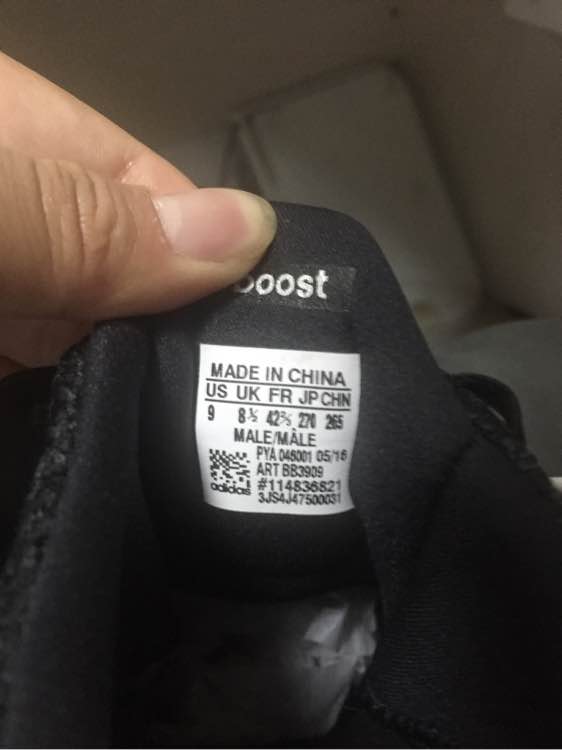 boost
MADE IN CHINA
US UK FR JP CHN
9 8½ 42⅔ 270 265
MALE/MÂLE
PYA 046001 05/16
ART BB3909
#114836821
adidas 3JS4J47500031